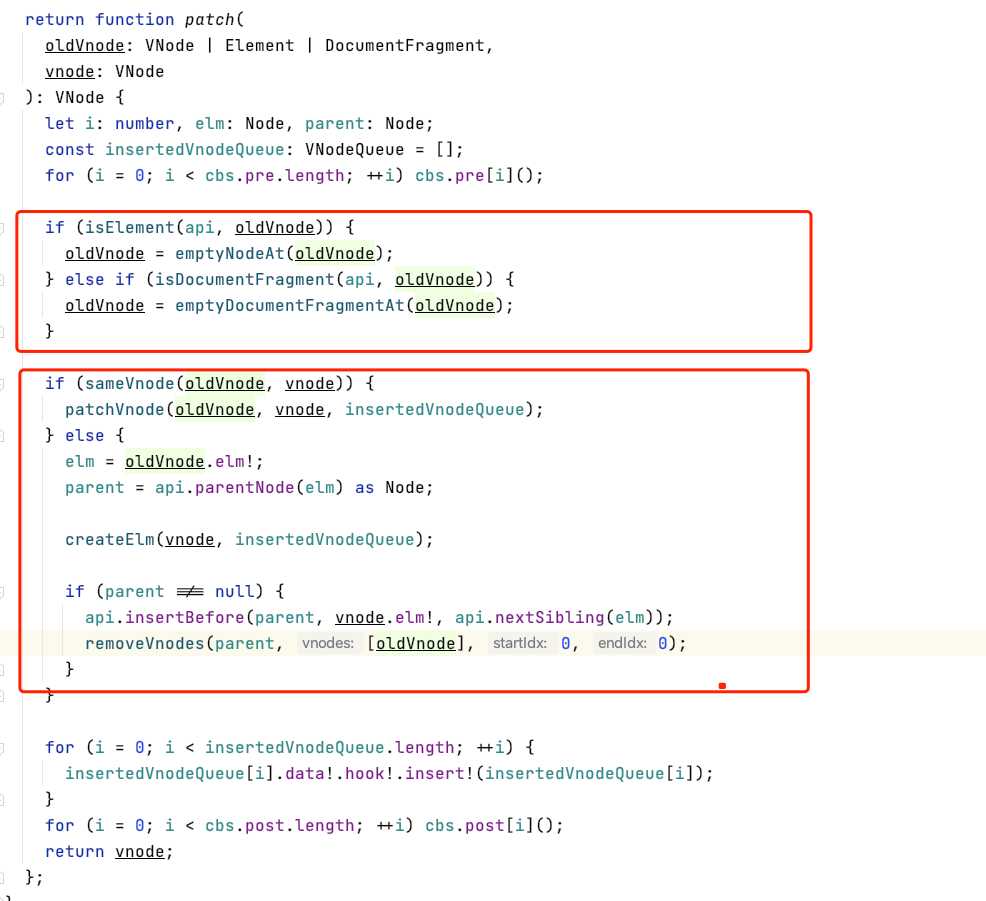 return function patch(
oldVnode: VNode | Element | DocumentFragment,
vnode: VNode
): VNode {
let i: number, elm: Node, parent: Node;
const insertedVnodeQueue: VNodeQueue = [];
for (i = 0; i < cbs.pre.length; ++i) cbs.pre[i]();
if (isElement(api, oldVnode)) {
oldVnode = emptyNodeAt(oldVnode);
} else if (isDocumentFragment(api, oldVnode)) {
oldVnode = emptyDocumentFragmentAt(oldVnode);
}
if (sameVnode(oldVnode, vnode)) {
patchVnode(oldVnode, vnode, insertedVnodeQueue);
} else {
elm = oldVnode.elm!;
parent = api.parentNode(elm) as Node;
createElm(vnode, insertedVnodeQueue);
if (parent !== null) {
api.insertBefore(parent, vnode.elm!, api.nextSibling(elm));
removeVnodes(parent, vnodes: [oldVnode], startIdx: 0, endIdx: 0);
}
}
for (i = 0; i < insertedVnodeQueue.length; ++i) {
insertedVnodeQueue[i].data!.hook!.insert!(insertedVnodeQueue[i]);
}
for (i = 0; i < cbs.post.length; ++i) cbs.post[i]();
return vnode;
};
}